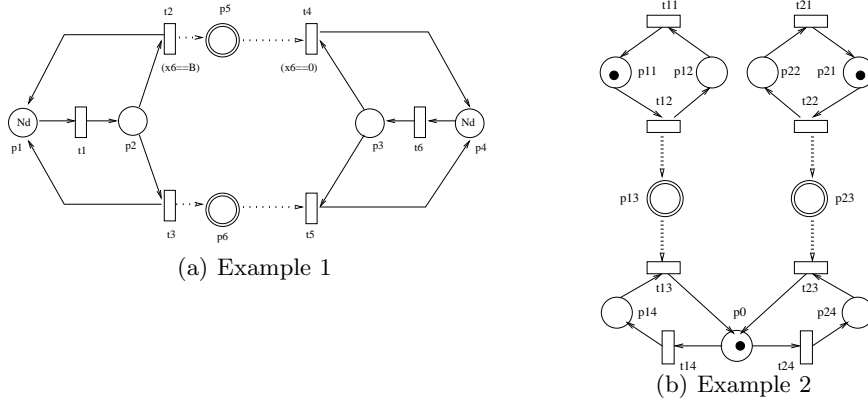 t2
p5
t4
(x6==B)
(x6==0)
Nd
p1
t1
p2
p3
t6
Nd
p4
t3
p6
t5
(a) Example 1
t11
t21
p11
p12
p22
p21
t12
t22
p13
p23
t13
t23
p14
p0
p24
t14
t24
(b) Example 2